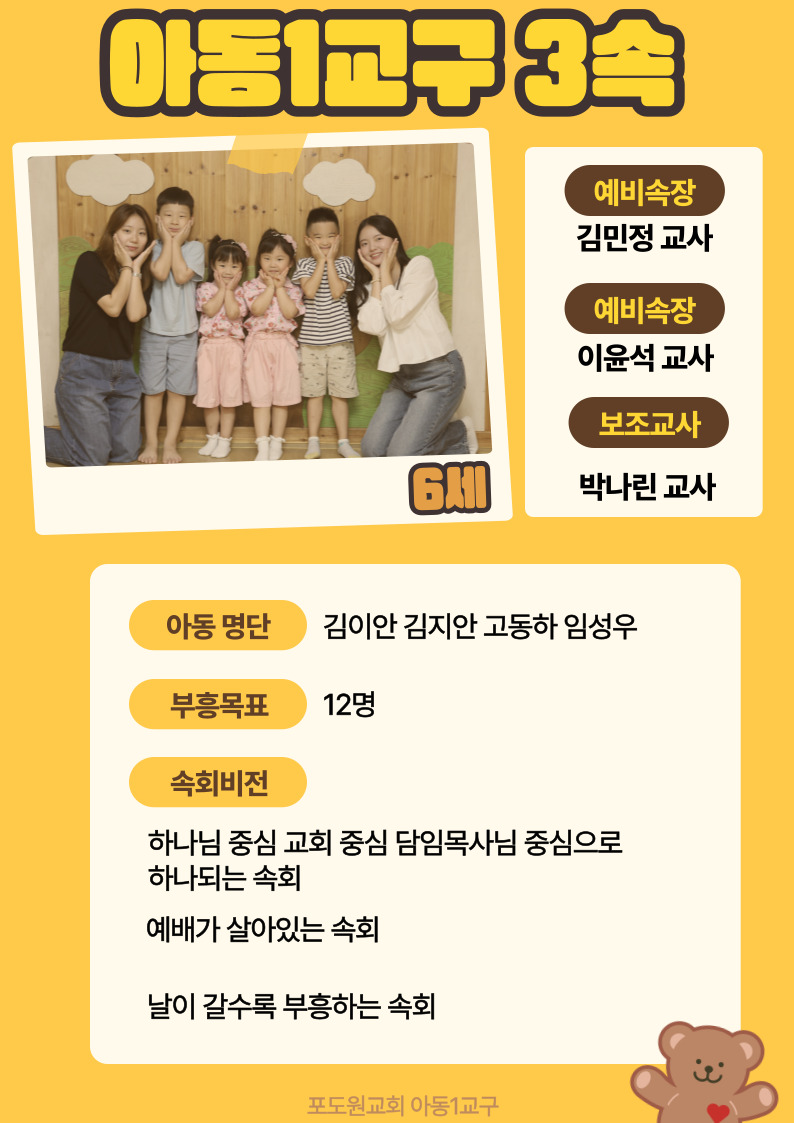 아동1교구 3속
예비속장
김민정 교사
예비속장
이윤석 교사
보조교사
박나린 교사
6세
아동 명단 김이안 김지안 고동하 임성우
부흥목표 12명
속회비전
하나님 중심 교회 중심 담임목사님 중심으로
하나되는 속회
예배가 살아있는 속회
날이 갈수록 부흥하는 속회
포도원교회 아동1교구